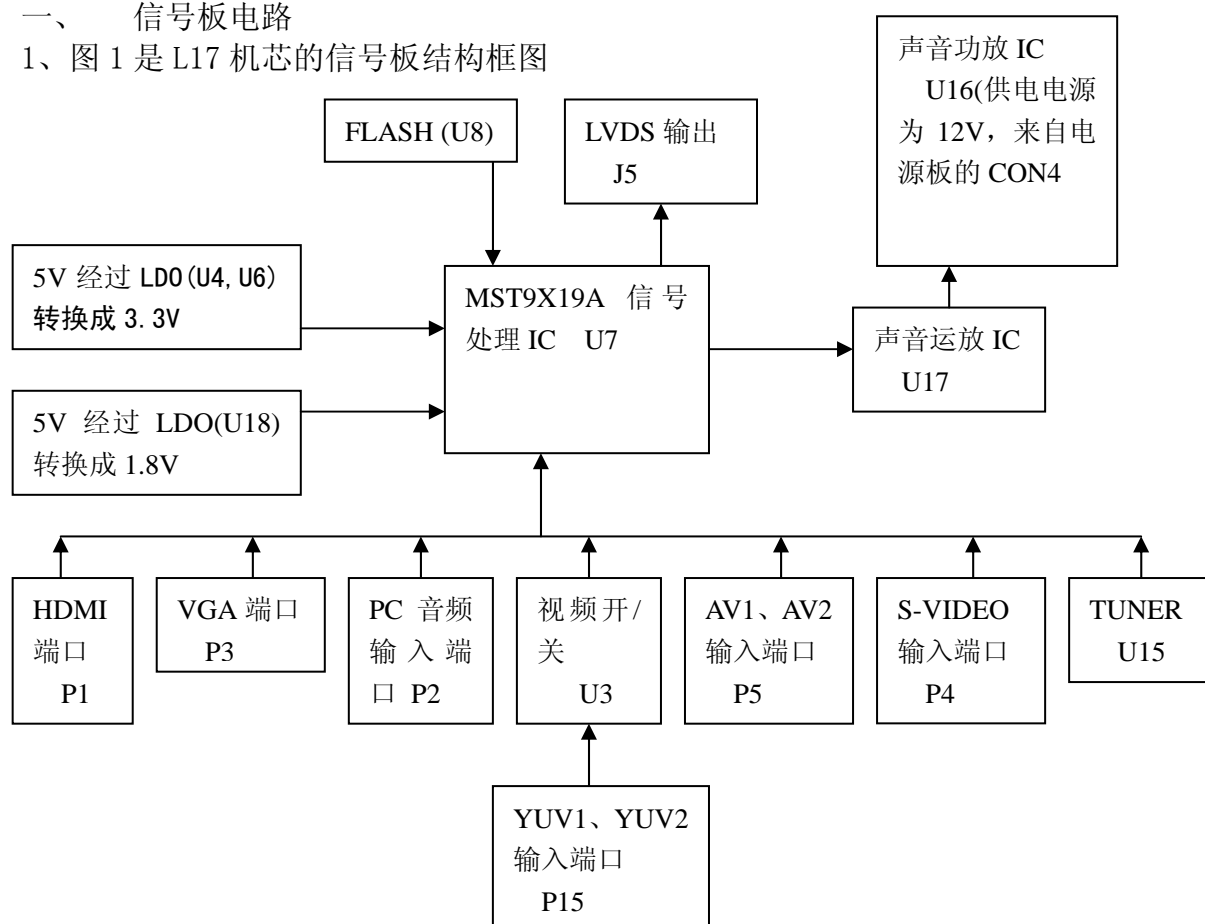 一、 信号板电路
1、图 1 是 L17 机芯的信号板结构框图
声音功放 IC
U16(供电电源
为 12V，来自电
源板的 CON4
FLASH (U8)
LVDS 输出
J5
5V 经过 LDO(U4,U6)
转换成 3.3V
MST9X19A 信号
处理 IC U7
声音运放 IC
U17
5V 经过 LDO(U18)
转换成 1.8V
HDMI
端口
P1
VGA 端口
P3
PC 音频
输入端
口 P2
视频开/
关
U3
AV1、AV2
输入端口
P5
S-VIDEO
输入端口
P4
TUNER
U15
YUV1、YUV2
输入端口
P15